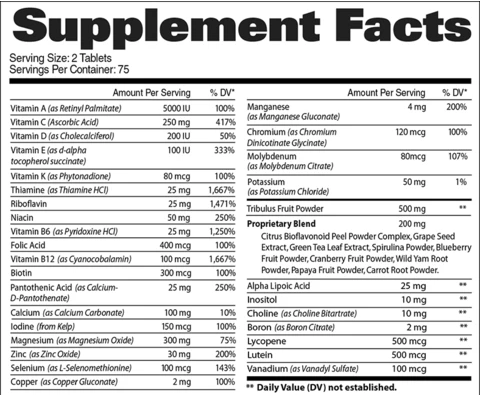 Supplement Facts
Serving Size: 2 Tablets
Servings Per Container: 75
Amount Per Serving % DV*
Vitamin A (as Retinyl Palmitate) 5000 IU 100%
Vitamin C (Ascorbic Acid) 250 mg 417%
Vitamin D (as Cholecalciferol) 200 IU 50%
Vitamin E (as d-alpha 100 IU 333%
tocopherol succinate)
Vitamin K (as Phytonadione) 80 mcg 100%
Thiamine (as Thiamine HCl) 25 mg 1,667%
Riboflavin 25 mg 1,471%
Niacin 50 mg 250%
Vitamin B6 (as Pyridoxine HCl) 25 mg 1,250%
Folic Acid 400 mcg 100%
Vitamin B12 (as Cyanocobalamin) 100 mcg 1,667%
Biotin 300 mcg 100%
Pantothenic Acid (as Calcium- 25 mg 250%
D-Pantothenate)
Calcium (as Calcium Carbonate) 100 mg 10%
Iodine (from Kelp) 150 mcg 100%
Magnesium (as Magnesium Oxide) 300 mg 75%
Zinc (as Zinc Oxide) 30 mg 200%
Selenium (as L-Selenomethionine) 100 mcg 143%
Copper (as Copper Gluconate) 2 mg 100%
Amount Per Serving % DV*
Manganese 4 mg 200%
(as Manganese Gluconate)
Chromium (as Chromium 120 mcg 100%
Dinicotinate Glycinate)
Molybdenum 80mcg 107%
(as Molybdenum Citrate)
Potassium 50 mg 1%
(as Potassium Chloride)
Tribulus Fruit Powder 500 mg **
Proprietary Blend 200 mg
Citrus Bioflavonoid Peel Powder Complex, Grape Seed
Extract, Green Tea Leaf Extract, Spirulina Powder, Blueberry
Fruit Powder, Cranberry Fruit Powder, Wild Yam Root
Powder, Papaya Fruit Powder, Carrot Root Powder.
Alpha Lipoic Acid 25 mg **
Inositol 10 mg **
Choline (as Choline Bitartrate) 10 mg **
Boron (as Boron Citrate) 2 mg **
Lycopene 500 mcg **
Lutein 500 mcg **
Vanadium (as Vanadyl Sulfate) 100 mcg **
** Daily Value (DV) not established.